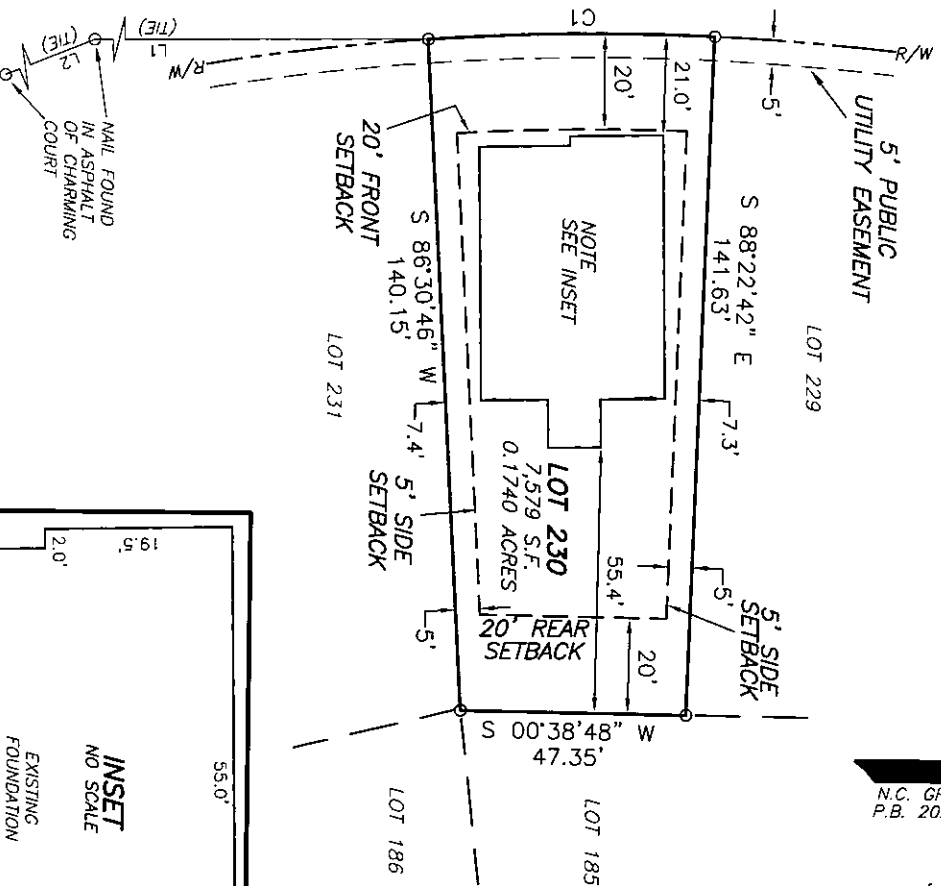 C1
L1
(TIE)
R/W
L2
(TIE)
NAIL FOUND
IN ASPHALT
OF CHARMING
COURT
R/W
5'
5' PUBLIC
UTILITY EASEMENT
20'
21.0'
20' FRONT
SETBACK
S 88°22'42" E
141.63'
LOT 229
NOTE
SEE INSET
S 86°30'46" W
140.15'
LOT 231
7.3'
7.4'
LOT 230
7,579 S.F.
0.1740 ACRES
55.4'
5' SIDE
SETBACK
5' SIDE
SETBACK
5'
5'
20' REAR
SETBACK
20'
S 00°38'48" W
47.35'
LOT 186
LOT 185
19.5'
2.0'
55.0'
INSET
NO SCALE
EXISTING
FOUNDATION
N.C.
P.B.